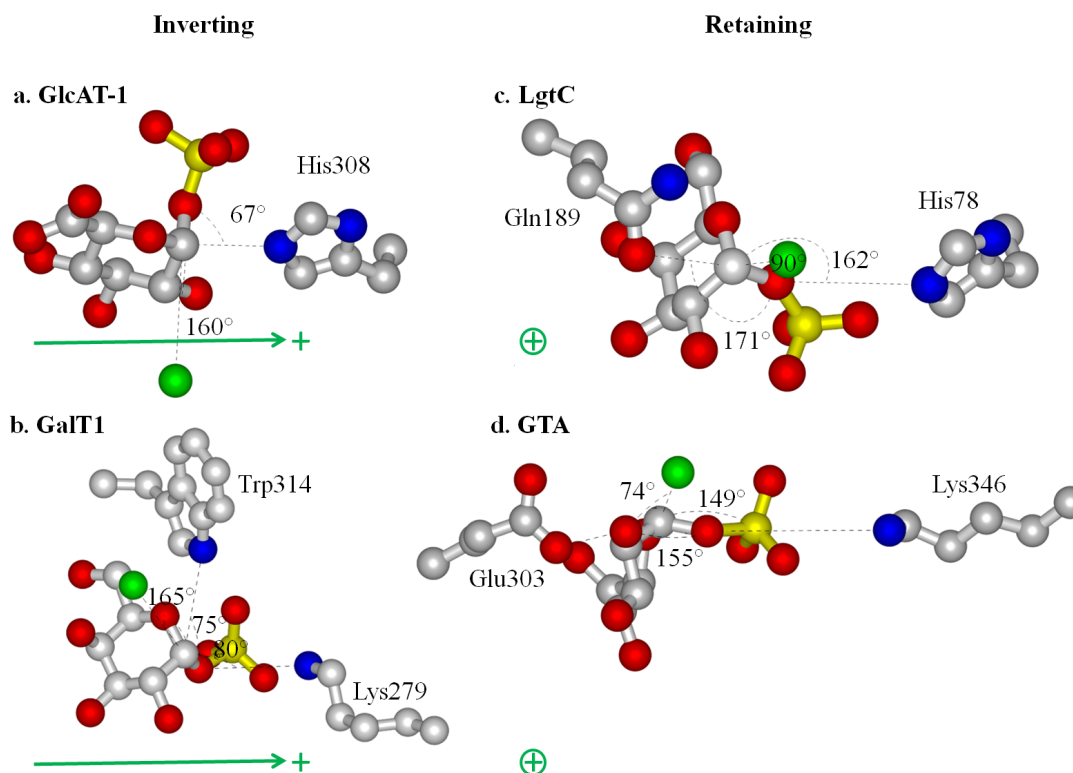 Inverting
Retaining
a. GlcAT-1
His308
67°
160°
+
c. LgtC
Gln189
His78
90°
162°
171°
+
b. GalT1
Trp314
165°
75°
80°
Lys279
+
d. GTA
74°
149°
Lys346
155°
Glu303
+